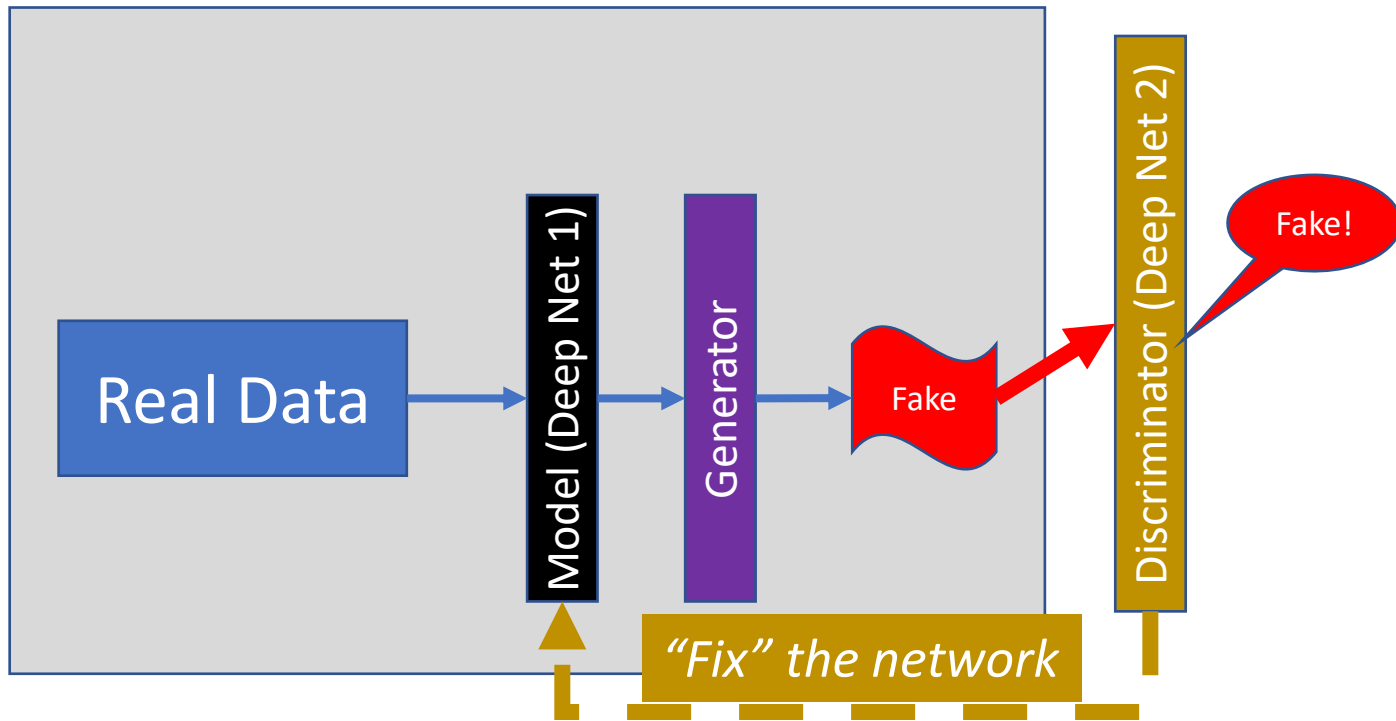 Real Data
Model (Deep Net 1)
Generator
Fake
Discriminator (Deep Net 2)
Fake!
“Fix” the network